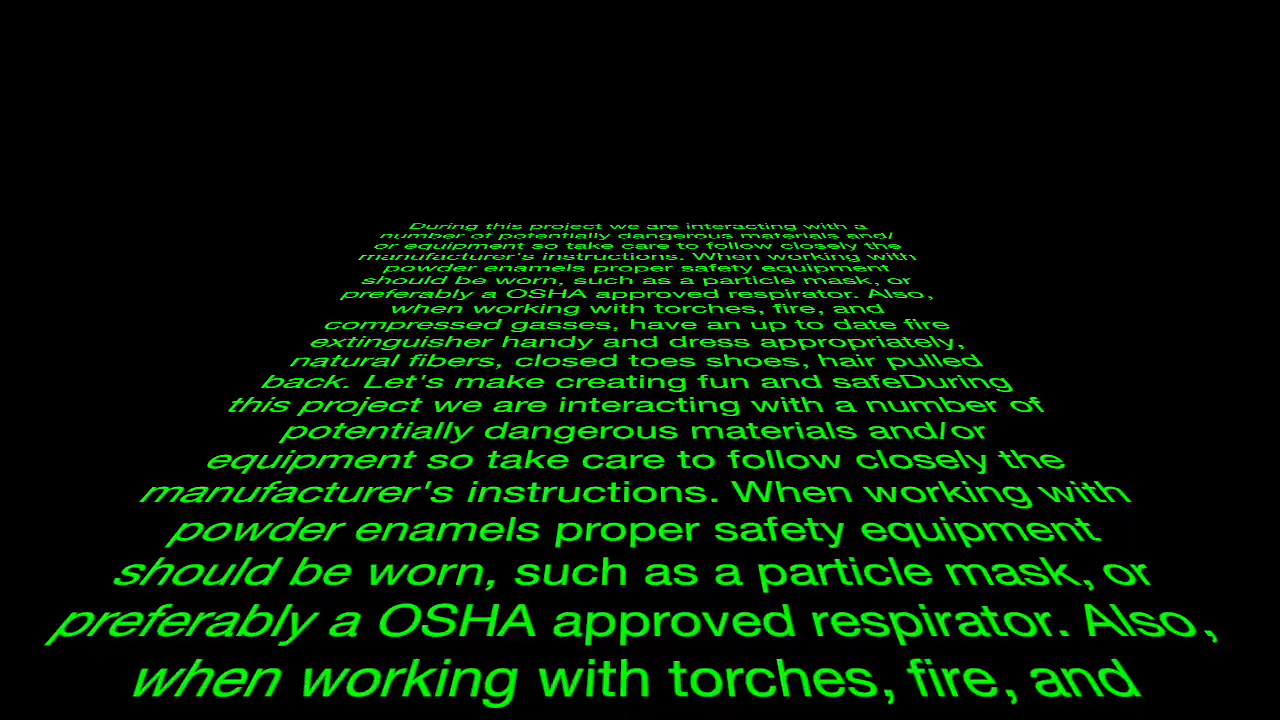 During this project we are interacting with a
number of potentially dangerous materials and/
or equipment so take care to follow closely the
manufacturer's instructions. When working with
powder enamels proper safety equipment
should be worn, such as a particle mask, or
preferably a OSHA approved respirator. Also,
when working with torches, fire, and
compressed gasses, have an up to date fire
extinguisher handy and dress appropriately,
natural fibers, closed toes shoes, hair pulled
back. Let's make creating fun and safeDuring
this project we are interacting with a number of
potentially dangerous materials and/or
equipment so take care to follow closely the
manufacturer's instructions. When working with
powder enamels proper safety equipment
should be worn, such as a particle mask, or
preferably a OSHA approved respirator. Also,
when working with torches, fire, and